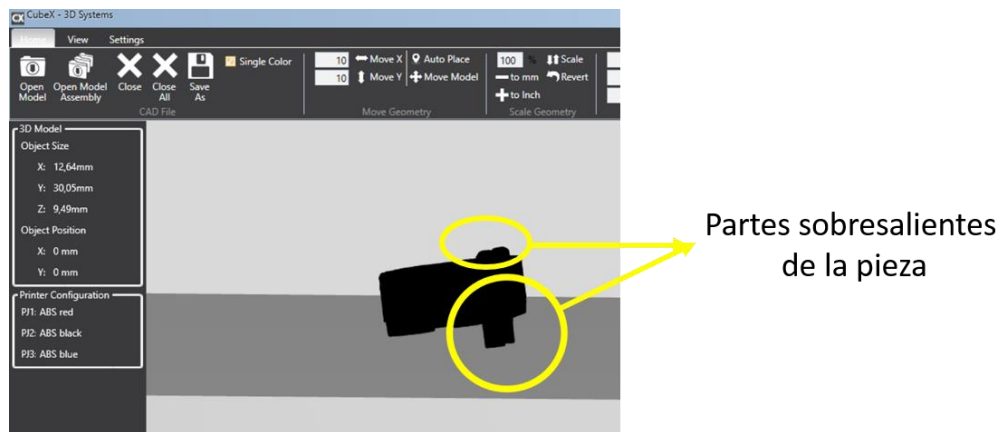 CubeX - 3D Systems
Home View Settings
Open Model
Open Model Assembly
Close
Close All
Save As
Single Color
CAD File
10 Move X
10 Move Y
Auto Place
Move Model
Move Geometry
100 % Scale
to mm
Revert
to Inch
Scale Geometry
10
3D Model
Object Size
X: 12,64mm
Y: 30,05mm
Z: 9,49mm
Object Position
X: 0 mm
Y: 0 mm
Printer Configuration
PJ1: ABS red
PJ2: ABS black
PJ3: ABS blue
Partes sobresalientes
de la pieza